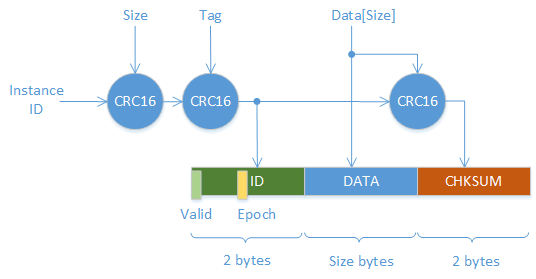 Size
Tag
Data[Size]
Instance
ID
CRC16
CRC16
CRC16
ID
DATA
CHKSUM
Valid
Epoch
2 bytes
Size bytes
2 bytes